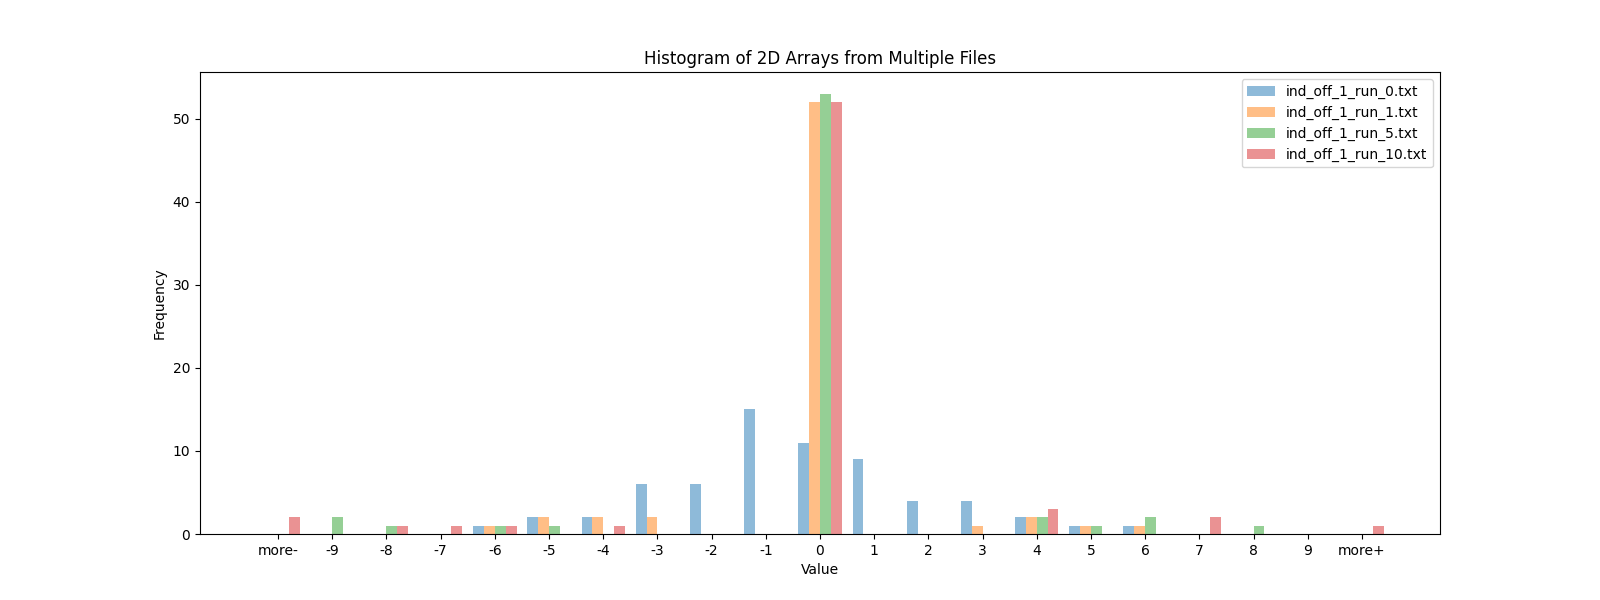 Histogram of 2D Arrays from Multiple Files
ind_off_1_run_0.txt
ind_off_1_run_1.txt
ind_off_1_run_5.txt
ind_off_1_run_10.txt
Frequency
50
40
30
20
10
0
more- -9 -8 -7 -6 -5 -4 -3 -2 -1 0 1 2 3 4 5 6 7 8 9 more+
Value